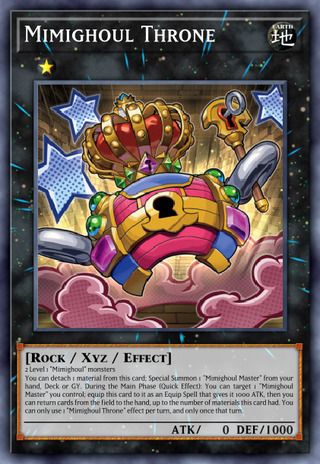 Mimighoul Throne
EARTH
地
[Rock / Xyz / Effect]
2 Level 1 "Mimighoul" monsters
You can detach 1 material from this card; Special Summon 1 "Mimighoul Master" from your
hand, Deck or GY. During the Main Phase (Quick Effect): You can target 1 "Mimighoul
Master" you control; equip this card to it as an Equip Spell that gives it 1000 ATK, then you
can return cards from the field to the hand, up to the number of materials this card had. You
can only use 1 "Mimighoul Throne" effect per turn, and only once that turn.
ATK/ 0 DEF/1000